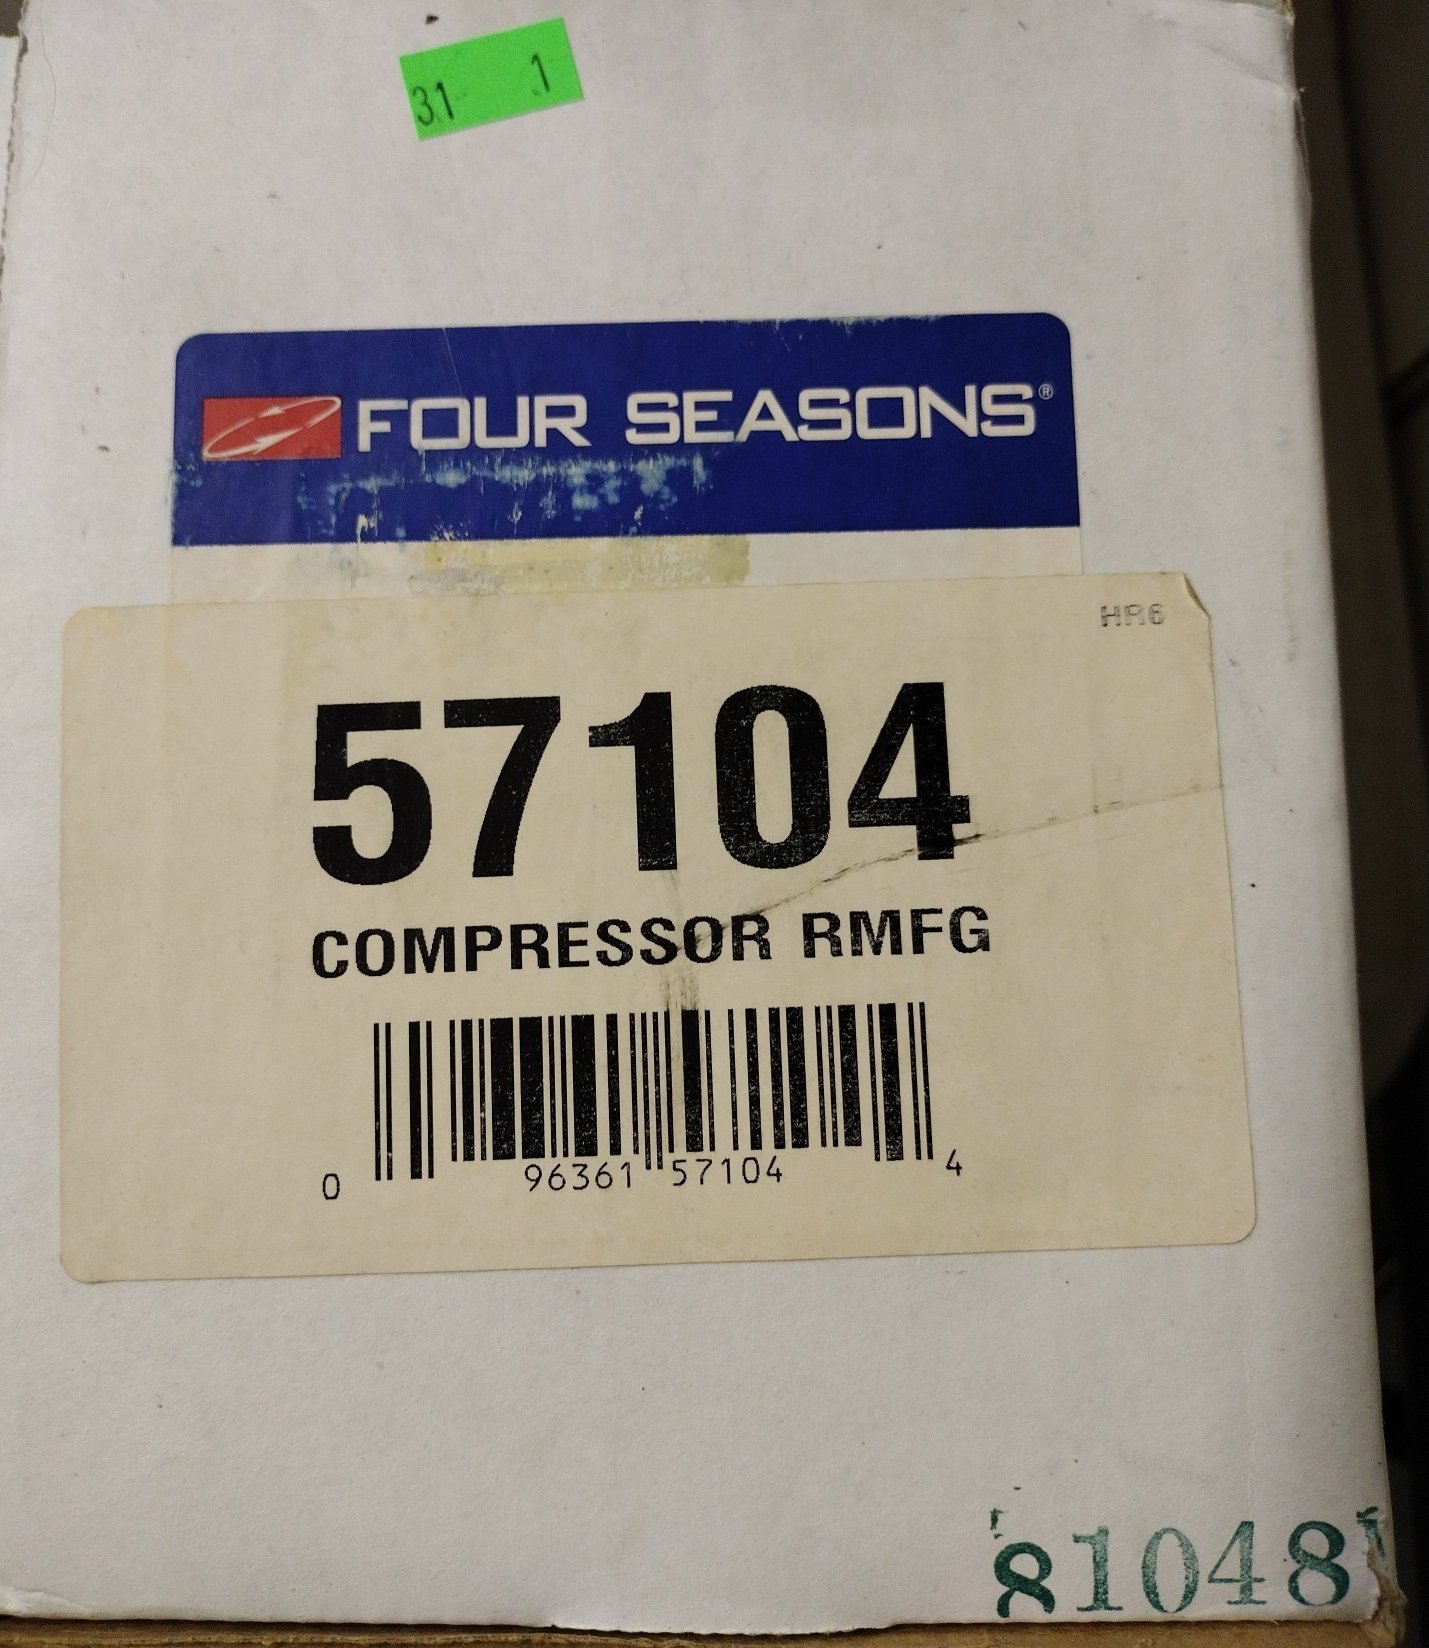 31 1
FOUR SEASONS®
HR6
57104
COMPRESSOR RMFG
0 96361 57104 4
81048